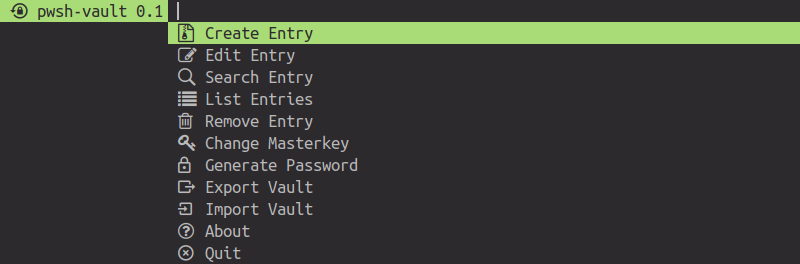 pwsh-vault 0.1
Create Entry
Edit Entry
Search Entry
List Entries
Remove Entry
Change Masterkey
Generate Password
Export Vault
Import Vault
About
Quit